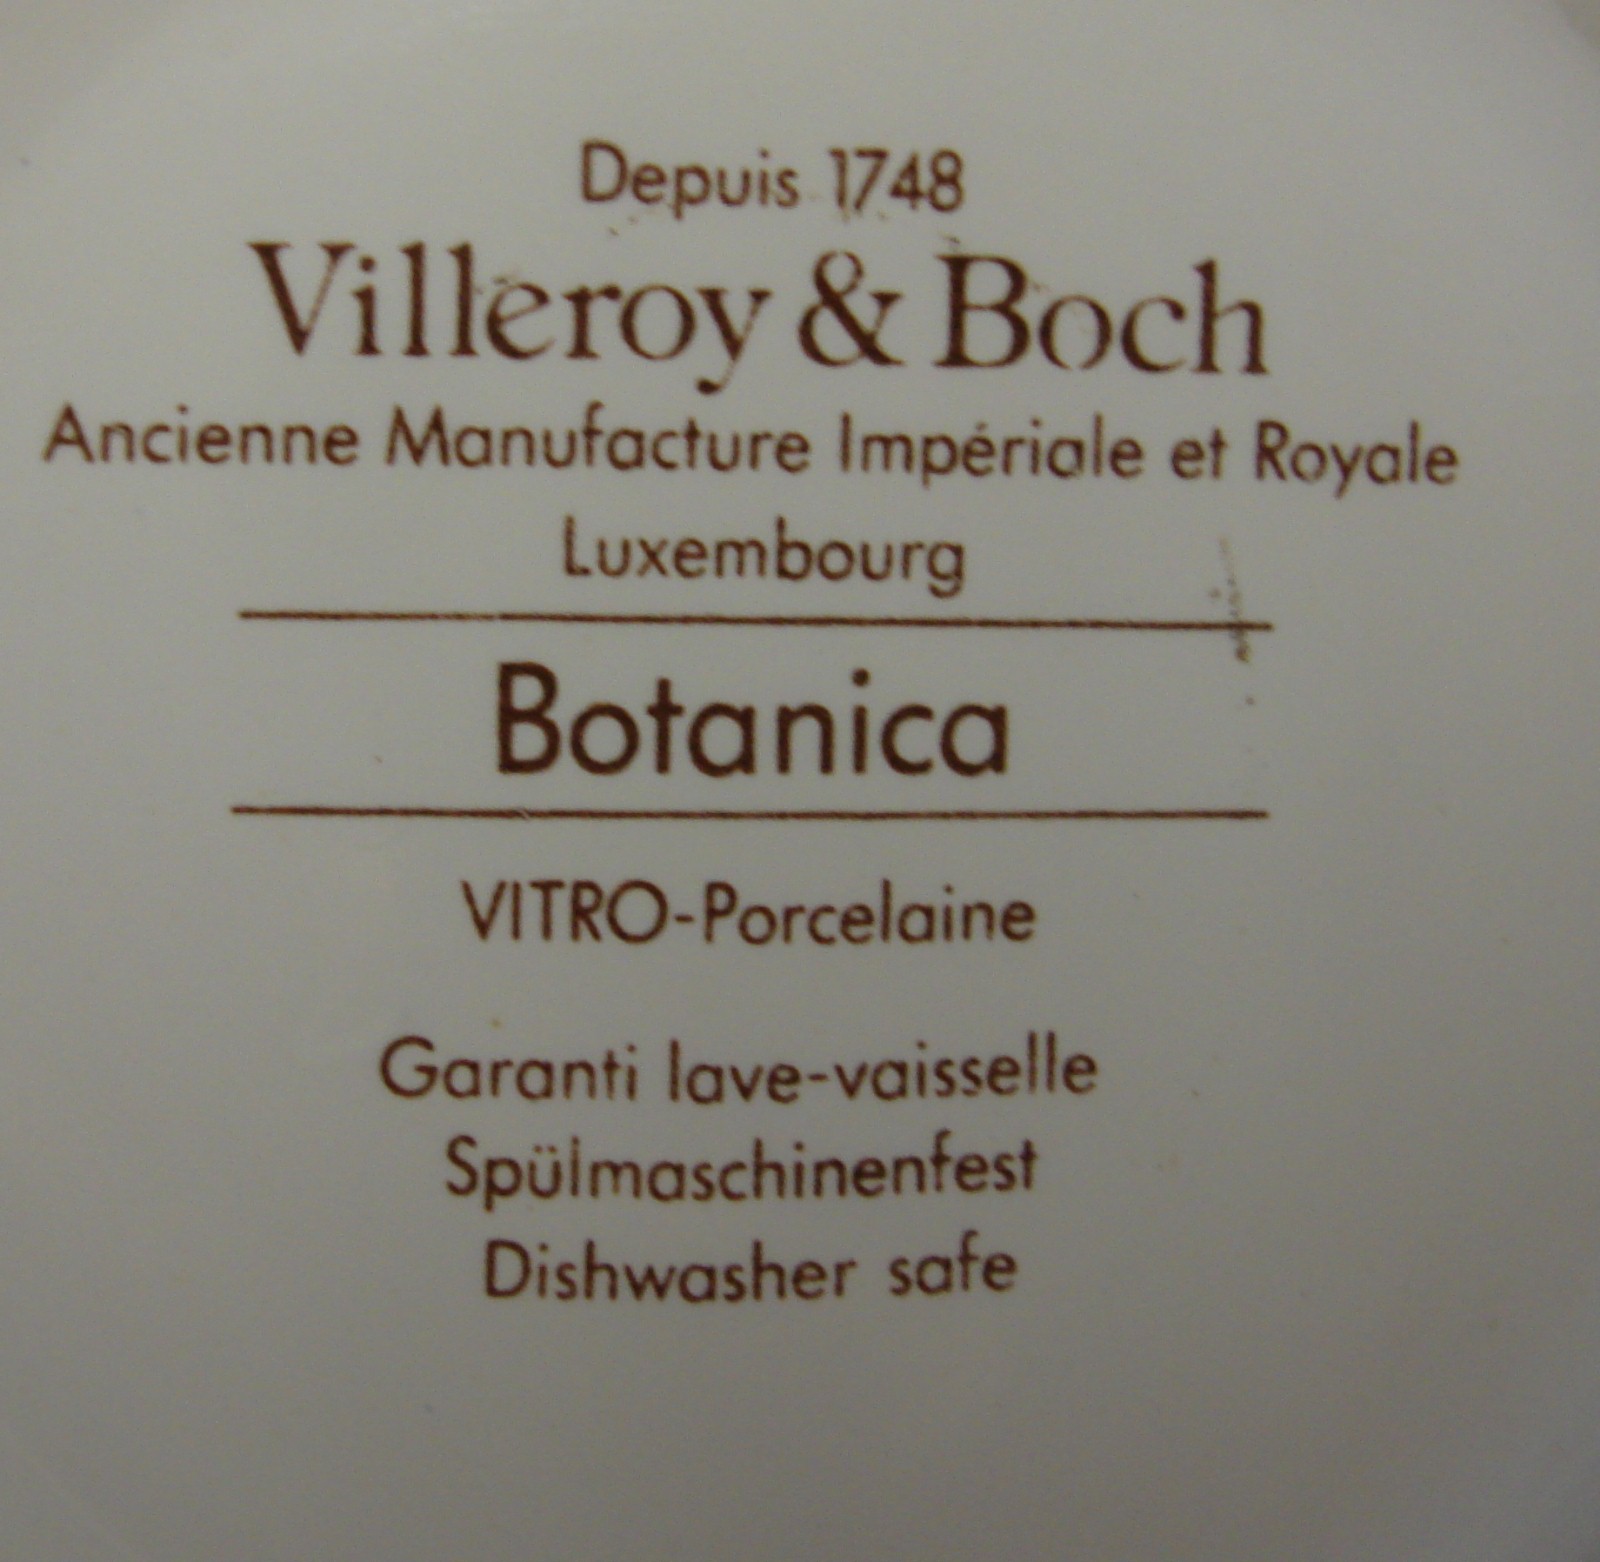 Depuis 1748
Villeroy & Boch
Ancienne Manufacture Impériale et Royale
Luxembourg
Botanica
VITRO-Porcelaine
Garanti lave-vaisselle
Spülmaschinenfest
Dishwasher safe